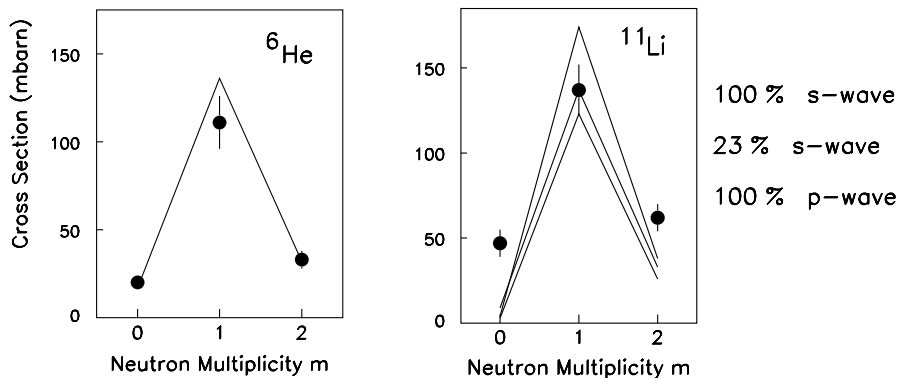 Cross Section (mbarn)
150
100
50
0
⁶He
0 1 2
Neutron Multiplicity m
150
100
50
0
¹¹Li
0 1 2
Neutron Multiplicity m
100 % s-wave
23 % s-wave
100 % p-wave